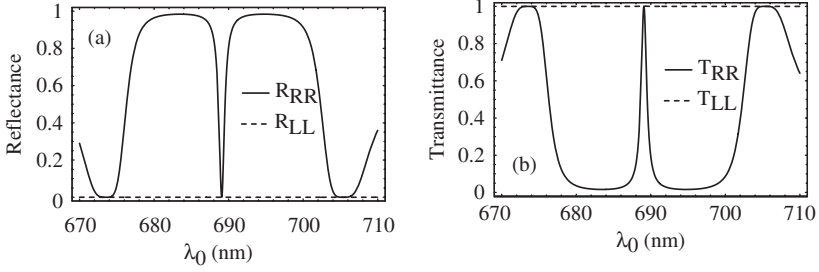 (a)
Reflectance
1
0.8
0.6
0.4
0.2
0
R_RR
R_LL
670 680 690 700 710
λ0 (nm)
(b)
Transmittance
1
0.8
0.6
0.4
0.2
0
T_RR
T_LL
670 680 690 700 710
λ0 (nm)